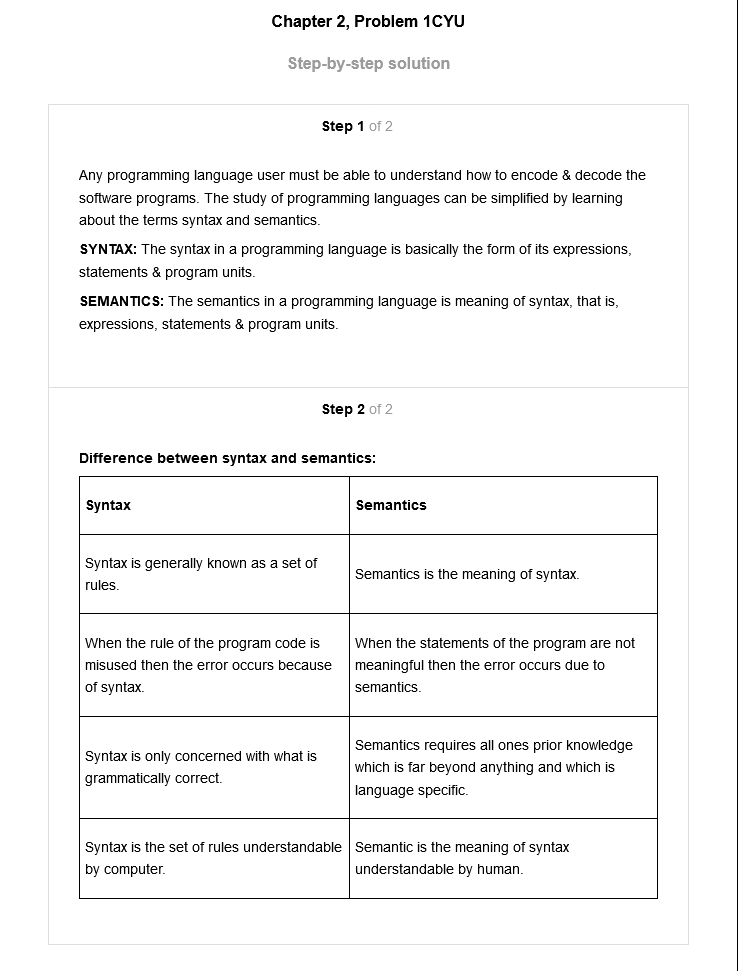 Chapter 2, Problem 1CYU
Step-by-step solution
Step 1 of 2
Any programming language user must be able to understand how to encode & decode the
software programs. The study of programming languages can be simplified by learning
about the terms syntax and semantics.
SYNTAX: The syntax in a programming language is basically the form of its expressions,
statements & program units.
SEMANTICS: The semantics in a programming language is meaning of syntax, that is,
expressions, statements & program units.
Step 2 of 2
Difference between syntax and semantics:
Syntax
Semantics
Syntax is generally known as a set of
rules.
Semantics is the meaning of syntax.
When the rule of the program code is
misused then the error occurs because
of syntax.
When the statements of the program are not
meaningful then the error occurs due to
semantics.
Syntax is only concerned with what is
grammatically correct.
Semantics requires all ones prior knowledge
which is far beyond anything and which is
language specific.
Syntax is the set of rules understandable
by computer.
Semantic is the meaning of syntax
understandable by human.